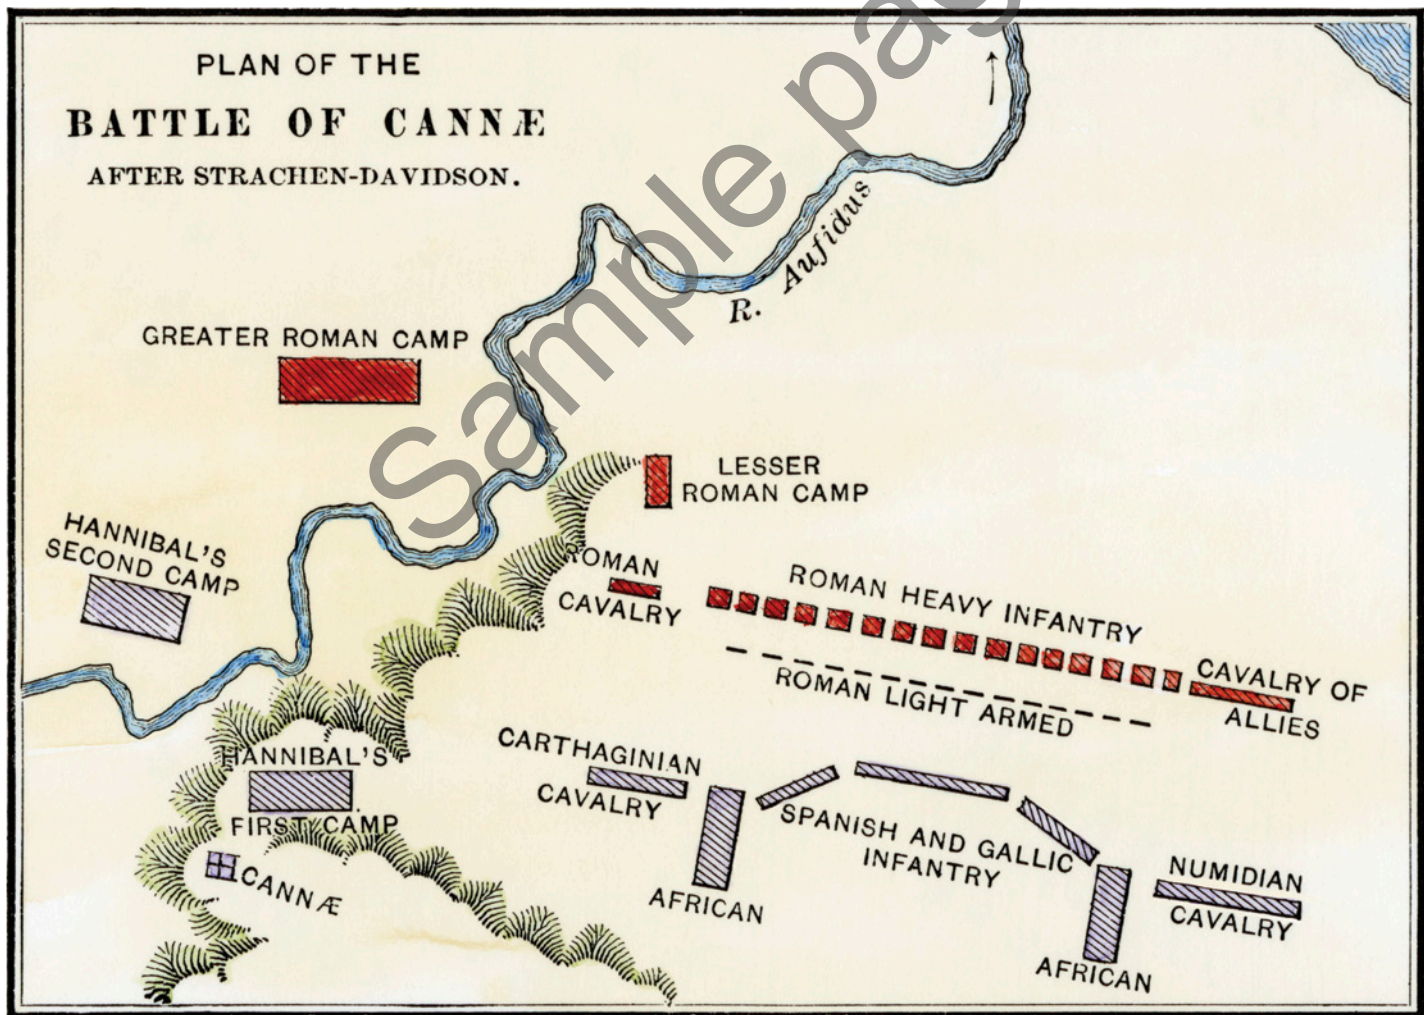 PLAN OF THE
BATTLE OF CANNÆ
AFTER STRACHEN-DAVIDSON.
R. Aufidus
GREATER ROMAN CAMP
LESSER
ROMAN CAMP
HANNIBAL'S
SECOND CAMP
ROMAN
CAVALRY
ROMAN HEAVY INFANTRY
CAVALRY OF
ALLIES
ROMAN LIGHT ARMED
HANNIBAL'S
FIRST CAMP
CANNÆ
CARTHAGINIAN
CAVALRY
AFRICAN
SPANISH AND GALLIC
INFANTRY
NUMIDIAN
CAVALRY
AFRICAN
Sample pag